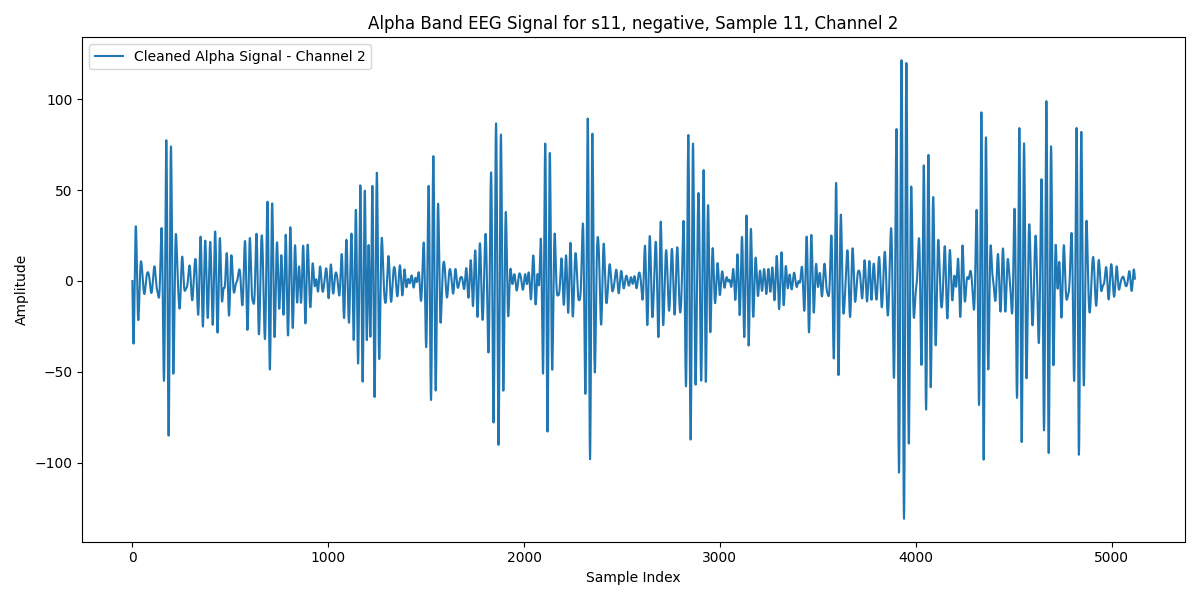 Alpha Band EEG Signal for s11, negative, Sample 11, Channel 2
Cleaned Alpha Signal - Channel 2
100
50
0
−50
−100
Amplitude
0 1000 2000 3000 4000 5000
Sample Index